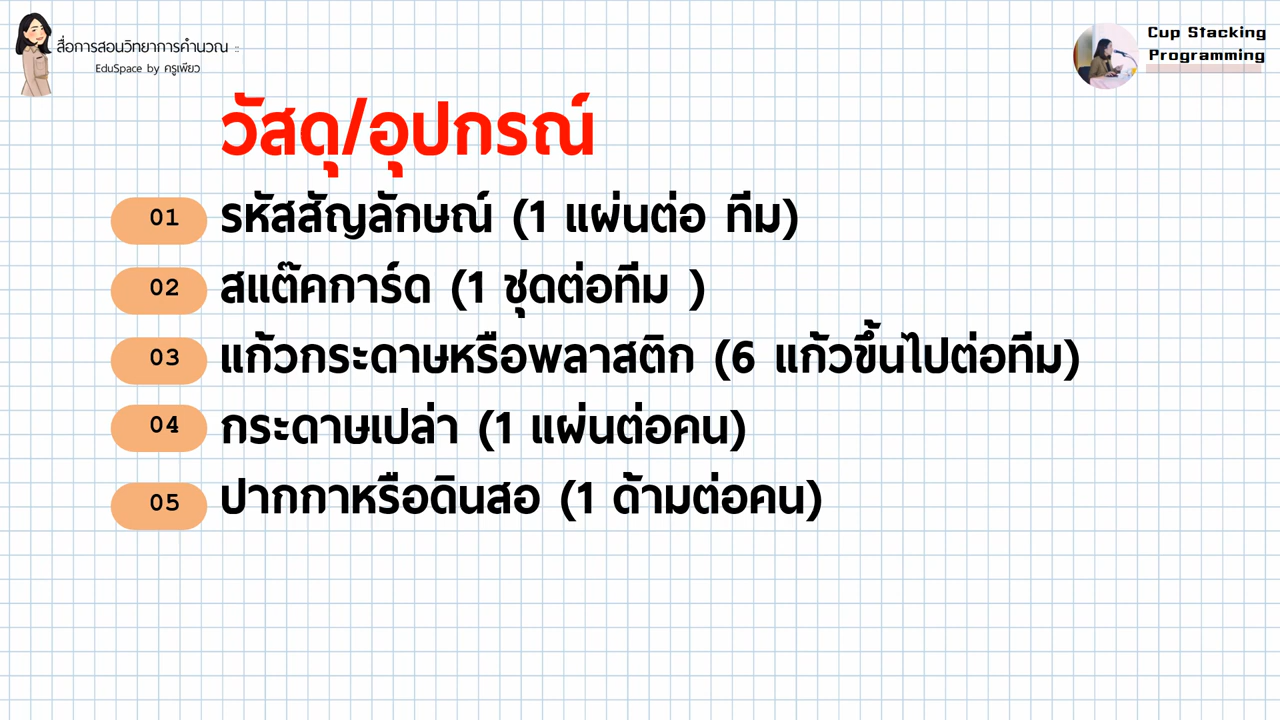 สื่อการสอนวิทยาการคำนวณ ::
EduSpace by ครูเพียว
Cup Stacking
Programming
วัสดุ/อุปกรณ์
01 รหัสสัญลักษณ์ (1 แผ่นต่อ ทีม)
02 สแต๊คการ์ด (1 ชุดต่อทีม )
03 แก้วกระดาษหรือพลาสติก (6 แก้วขึ้นไปต่อทีม)
04 กระดาษเปล่า (1 แผ่นต่อคน)
05 ปากกาหรือดินสอ (1 ด้ามต่อคน)